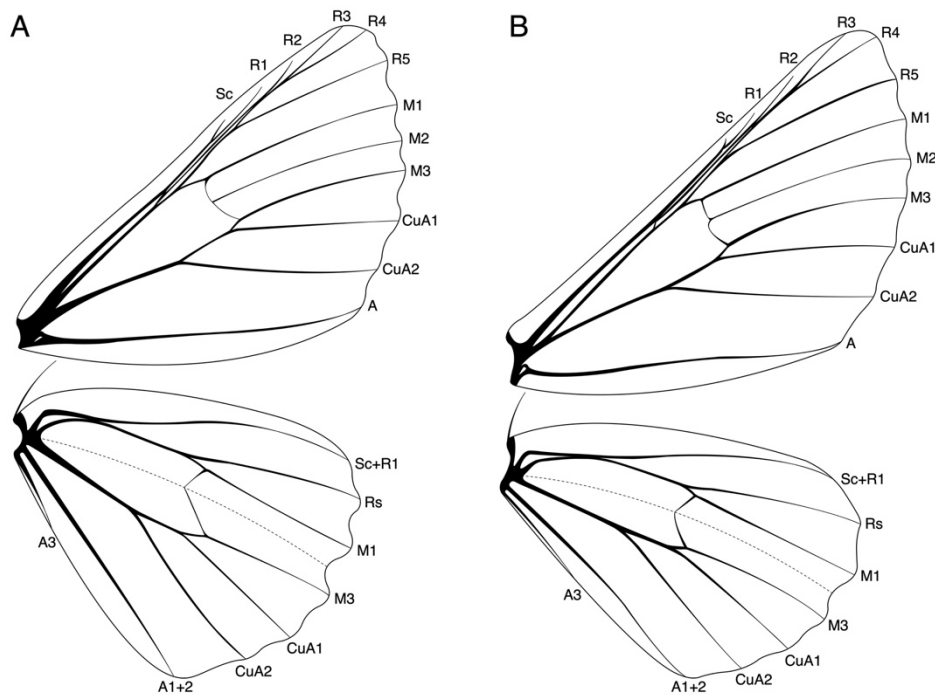 A
R3
R4
R2
R5
R1
Sc
M1
M2
M3
CuA1
CuA2
A
Sc+R1
Rs
M1
A3
M3
CuA1
CuA2
A1+2
B
R3
R4
R2
R5
R1
Sc
M1
M2
M3
CuA1
CuA2
A
Sc+R1
Rs
M1
A3
M3
CuA1
CuA2
A1+2